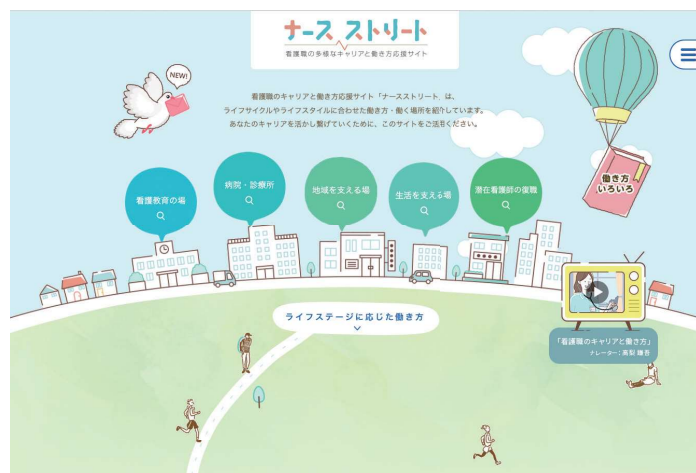 ナース ストリート
看護職の多様なキャリアと働き方応援サイト
NEW!
看護職のキャリアと働き方応援サイト「ナースストリート」は、
ライフサイクルやライフスタイルに合わせた働き方・働く場所を紹介しています。
あなたのキャリアを活かし繋げていくために、このサイトをご活用ください。
働き方
いろいろ
看護教育の場
病院・診療所
地域を支える場
生活を支える場
潜在看護師の復職
ライフステージに応じた働き方
「看護職のキャリアと働き方」
ナレーター：高梨 謙吾